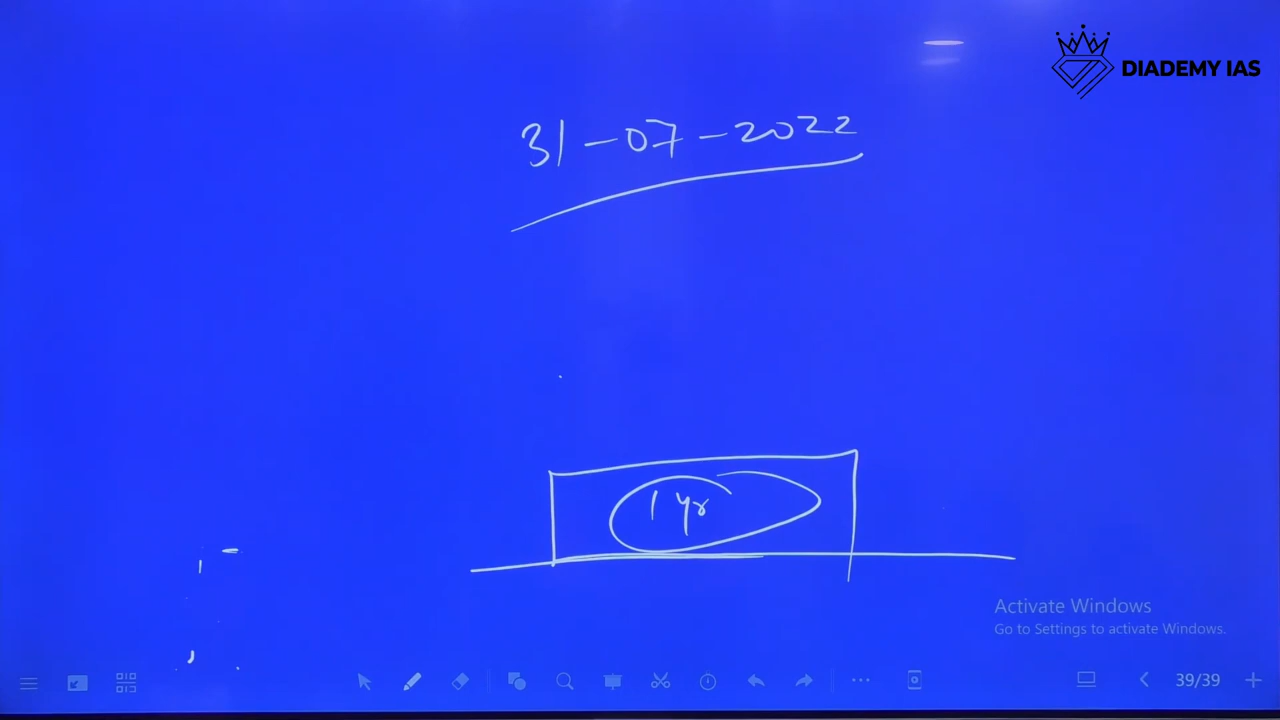 DIADEMY IAS
31-07-2022
1 yr
Activate Windows
Go to Settings to activate Windows.
39/39